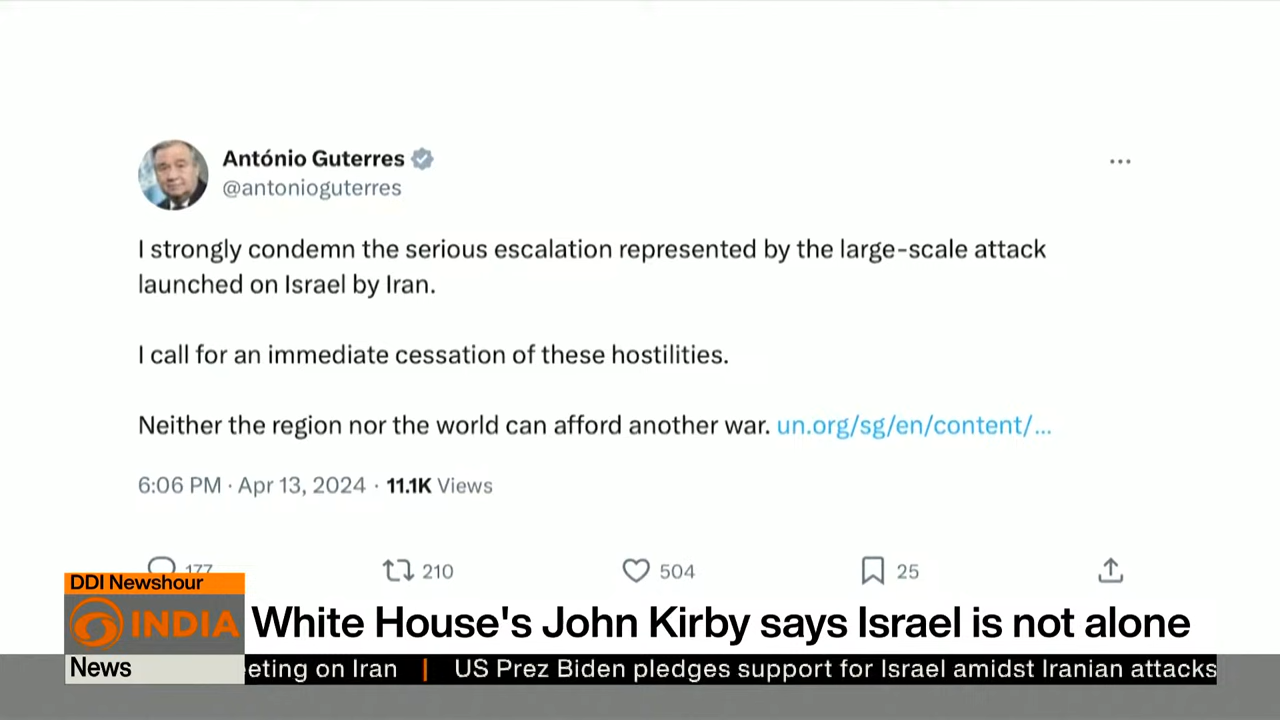 António Guterres
@antonioguterres
I strongly condemn the serious escalation represented by the large-scale attack
launched on Israel by Iran.
I call for an immediate cessation of these hostilities.
Neither the region nor the world can afford another war. un.org/sg/en/content/...
6:06 PM · Apr 13, 2024 · 11.1K Views
177 210 504 25
DDI Newshour
INDIA
White House's John Kirby says Israel is not alone
News
eting on Iran | US Prez Biden pledges support for Israel amidst Iranian attacks